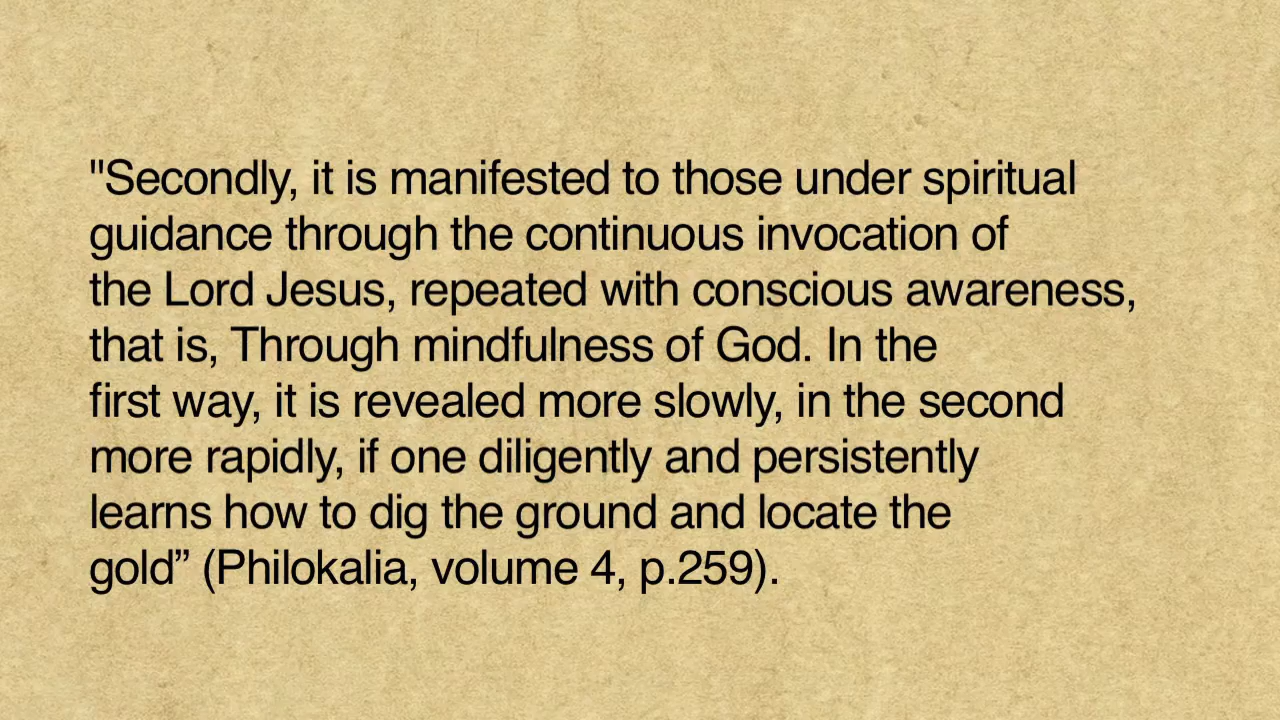 "Secondly, it is manifested to those under spiritual
guidance through the continuous invocation of
the Lord Jesus, repeated with conscious awareness,
that is, Through mindfulness of God. In the
first way, it is revealed more slowly, in the second
more rapidly, if one diligently and persistently
learns how to dig the ground and locate the
gold” (Philokalia, volume 4, p.259).